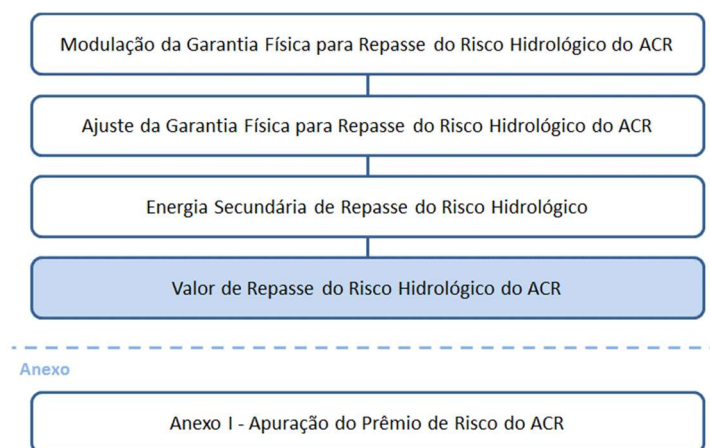 Modulação da Garantia Física para Repasse do Risco Hidrológico do ACR
Ajuste da Garantia Física para Repasse do Risco Hidrológico do ACR
Energia Secundária de Repasse do Risco Hidrológico
Valor de Repasse do Risco Hidrológico do ACR
Anexo
Anexo I - Apuração do Prêmio de Risco do ACR